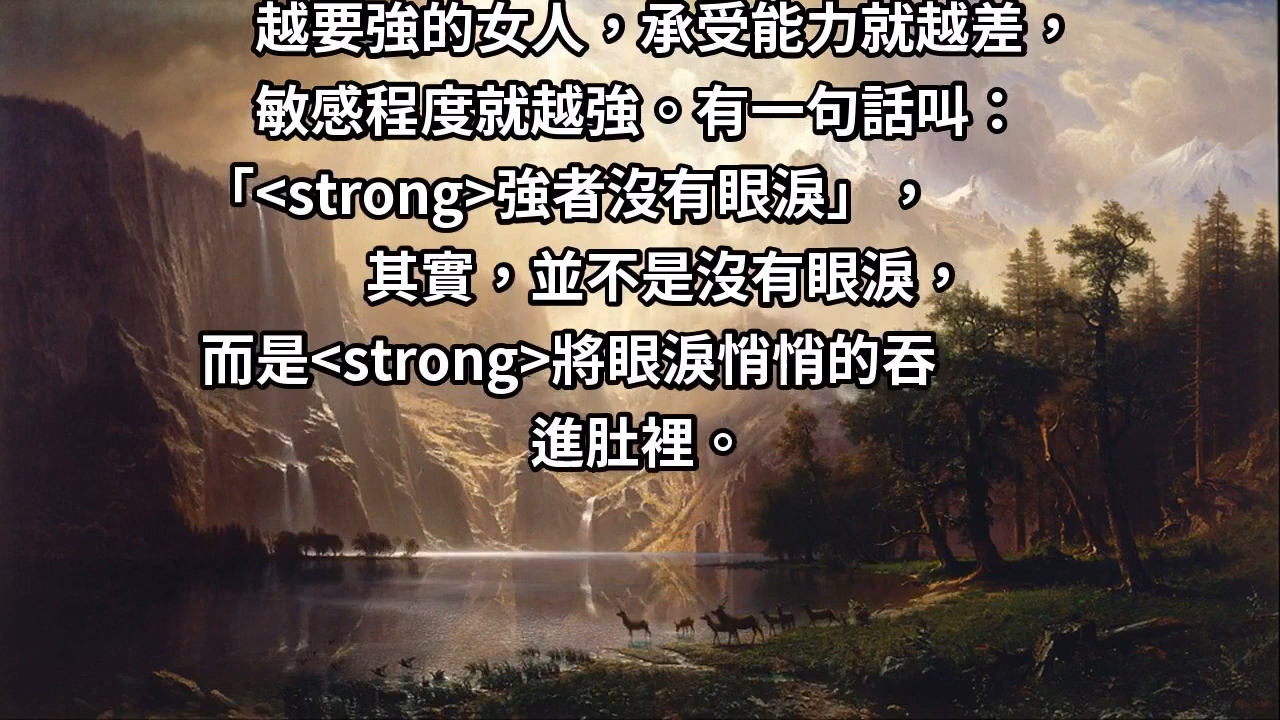 越要強的女人，承受能力就越差，
敏感程度就越強。有一句話叫：
「<strong>強者沒有眼淚」，
其實，並不是沒有眼淚，
而是<strong>將眼淚悄悄的吞
進肚裡。